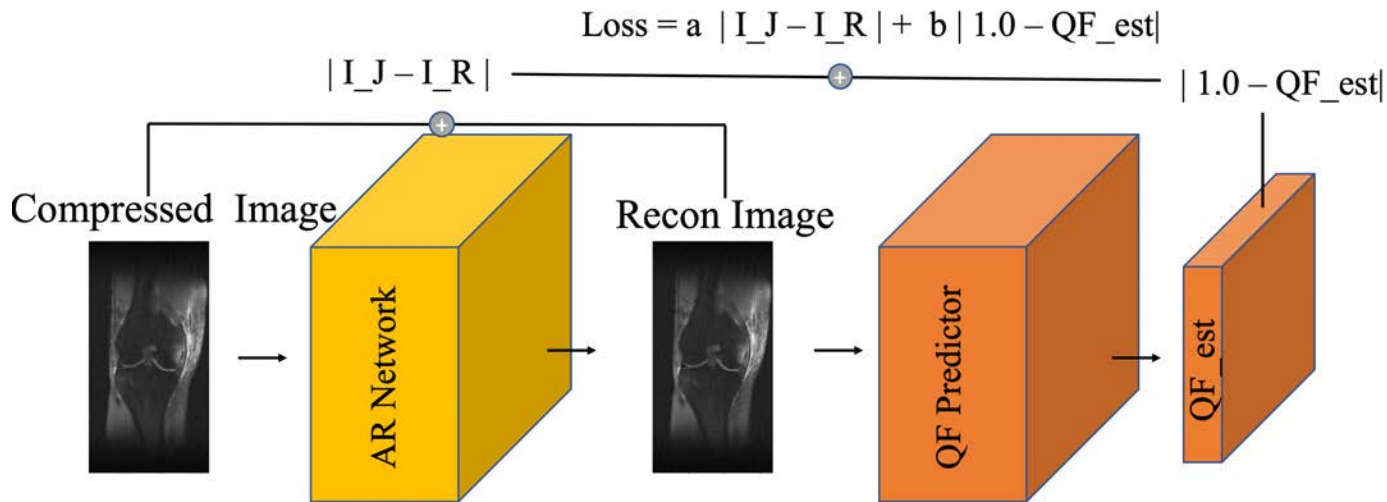 Loss = a | I_J – I_R | + b | 1.0 – QF_est|
| I_J – I_R |
+
| 1.0 – QF_est|
+
Compressed Image
Recon Image
AR Network
QF Predictor
QF_est